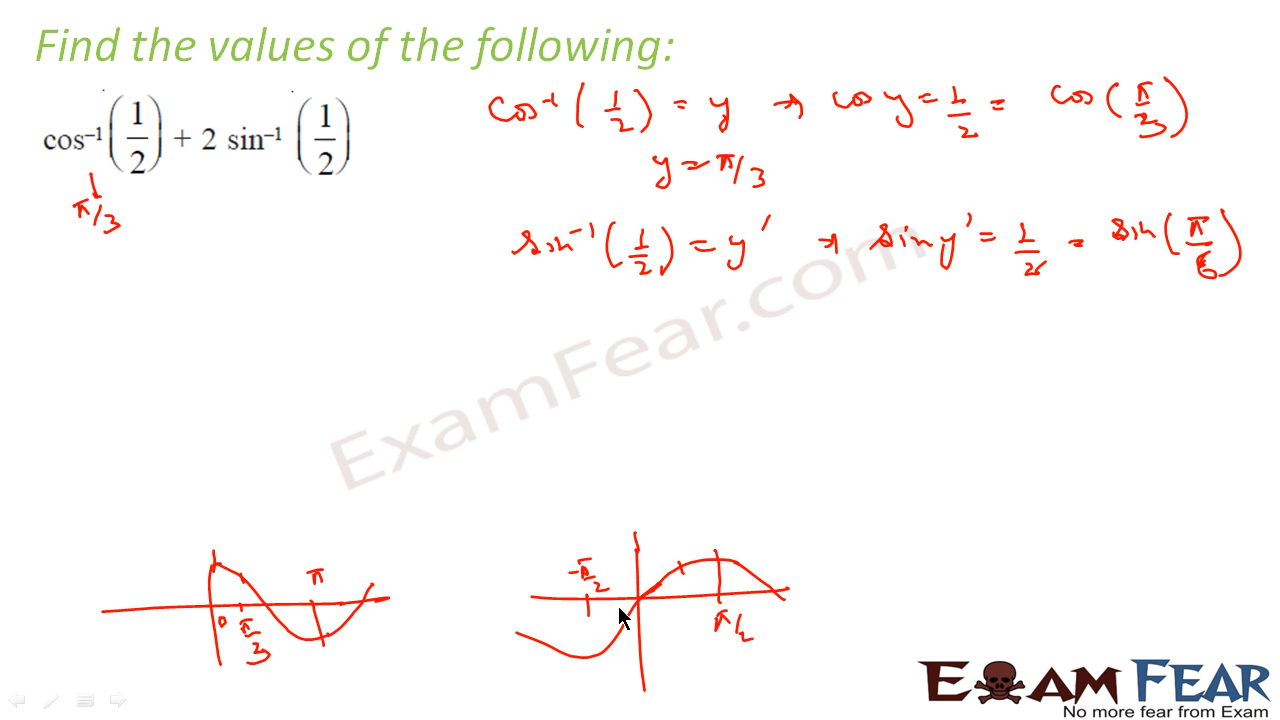 Find the values of the following:
cos⁻¹ (1/2) + 2 sin⁻¹ (1/2)
π/3
cos⁻¹ (1/2) = y → cos y = 1/2 = cos (π/3)
y = π/3
sin⁻¹ (1/2) = y′ → sin y′ = 1/2 = sin (π/6)
ExamFear.com
0 π/3 π
-π/2 π/2
EXAM FEAR
No more fear from Exam